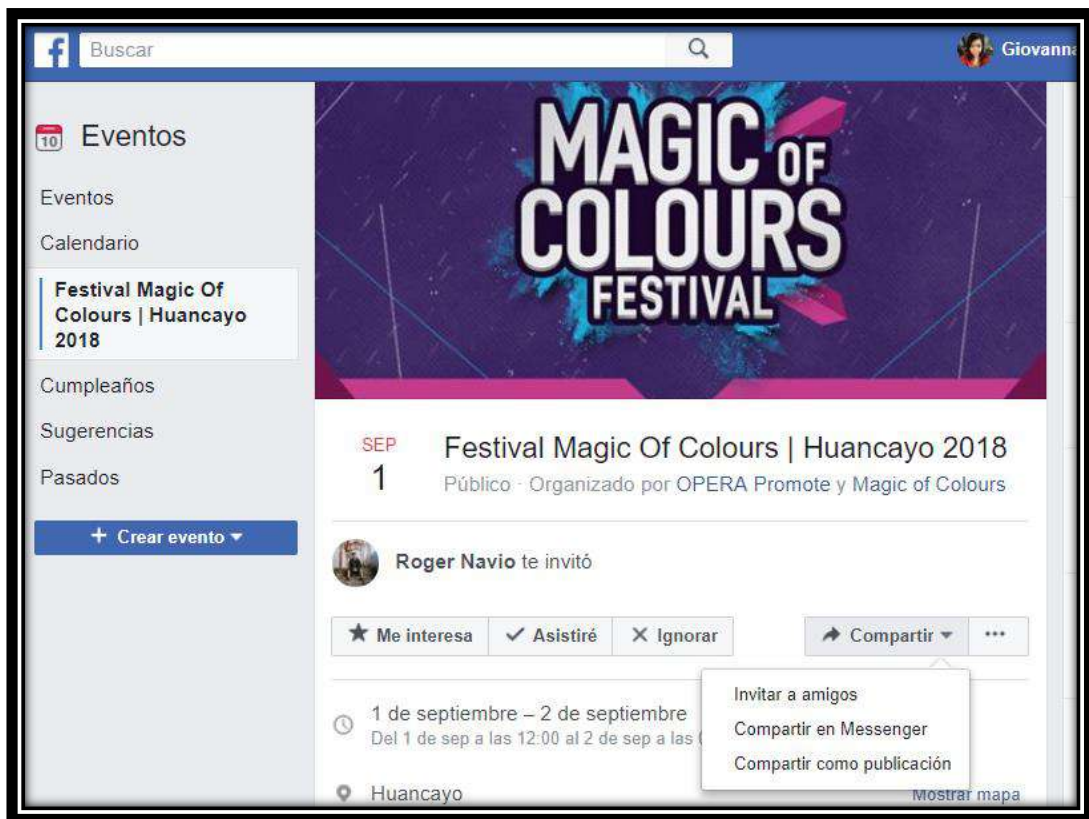 f
Buscar
Giovanna
10
Eventos
Eventos
Calendario
Festival Magic Of
Colours | Huancayo
2018
Cumpleaños
Sugerencias
Pasados
+ Crear evento
MAGIC OF
COLOURS
FESTIVAL
SEP
1
Festival Magic Of Colours | Huancayo 2018
Público · Organizado por OPERA Promote y Magic of Colours
Roger Navio te invitó
Me interesa
Asistiré
Ignorar
Compartir
...
Invitar a amigos
Compartir en Messenger
Compartir como publicación
1 de septiembre – 2 de septiembre
Del 1 de sep a las 12:00 al 2 de sep a las
Huancayo
Mostrar mapa